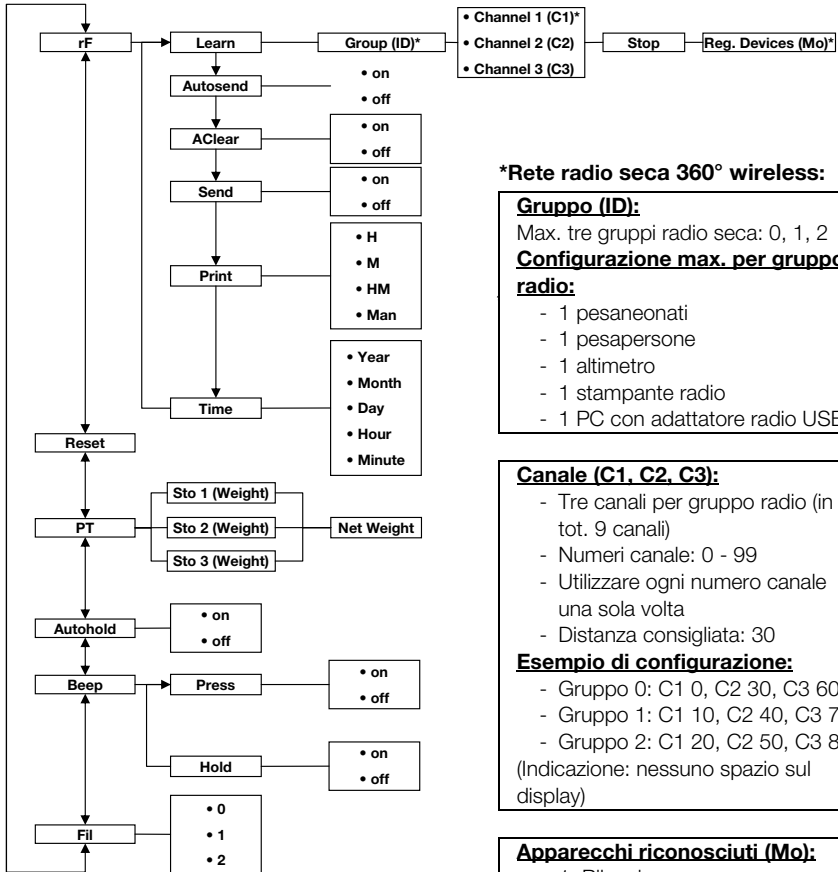 rF
Learn
Group (ID)*
• Channel 1 (C1)*
• Channel 2 (C2)
• Channel 3 (C3)
Stop
Reg. Devices (Mo)*
Autosend
• on
• off
AClear
• on
• off
Send
• on
• off
Print
• H
• M
• HM
• Man
Time
• Year
• Month
• Day
• Hour
• Minute
Reset
PT
Sto 1 (Weight)
Sto 2 (Weight)
Sto 3 (Weight)
Net Weight
Autohold
• on
• off
Beep
Press
• on
• off
Hold
• on
• off
Fil
• 0
• 1
• 2
*Rete radio seca 360° wireless:
Gruppo (ID):
Max. tre gruppi radio seca: 0, 1, 2
Configurazione max. per gruppo
radio:
- 1 pesaneonati
- 1 pesapersone
- 1 altimetro
- 1 stampante radio
- 1 PC con adattatore radio USB
Canale (C1, C2, C3):
- Tre canali per gruppo radio (in
tot. 9 canali)
- Numeri canale: 0 - 99
- Utilizzare ogni numero canale
una sola volta
- Distanza consigliata: 30
Esempio di configurazione:
- Gruppo 0: C1 0, C2 30, C3 60
- Gruppo 1: C1 10, C2 40, C3 7
- Gruppo 2: C1 20, C2 50, C3 8
(Indicazione: nessuno spazio sul
display)
Apparecchi riconosciuti (Mo):